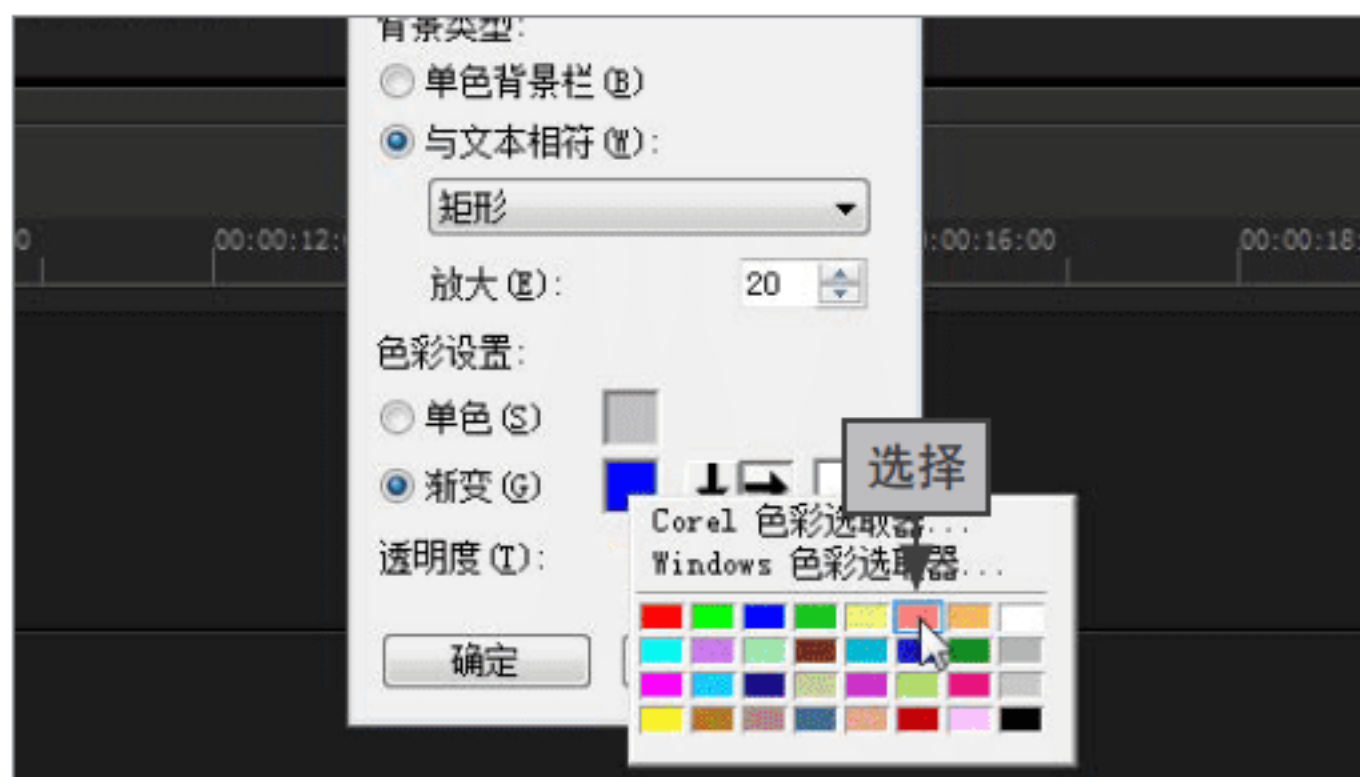 背景类型:
单色背景栏(B)
与文本相符(W):
矩形
0 00:00:12: :00:16:00 00:00:18:
放大(E): 20
色彩设置:
单色(S)
选择
渐变(G)
Corel 色彩选取器...
透明度(T):
Windows 色彩选取器...
确定